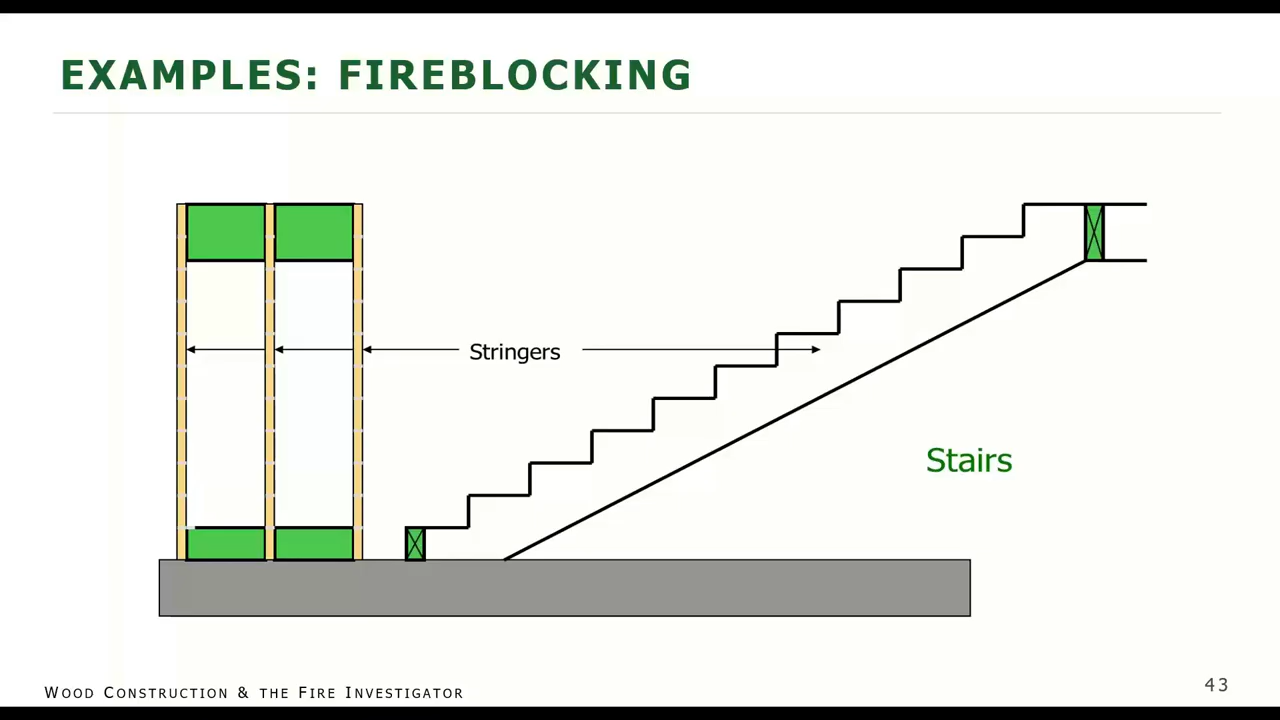 EXAMPLES: FIREBLOCKING
Stringers
Stairs
WOOD CONSTRUCTION & THE FIRE INVESTIGATOR
43